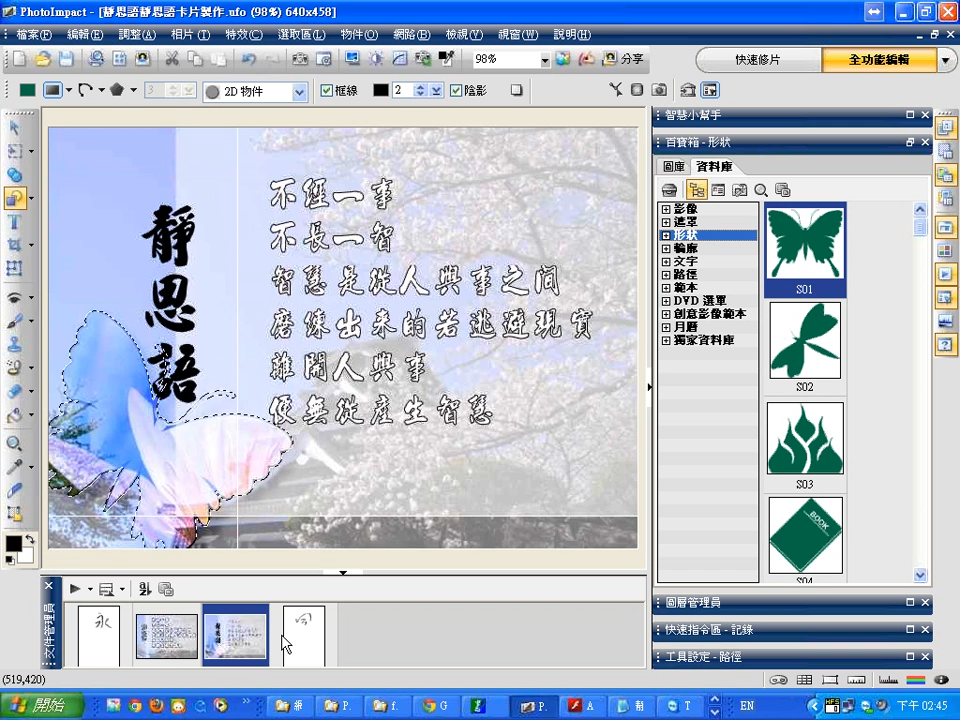 PhotoImpact - [靜思語靜思語卡片製作.ufo (98%) 640x458]
檔案(F) 編輯(E) 調整(A) 相片(I) 特效(C) 選取區(L) 物件(O) 網路(B) 檢視(V) 視窗(W) 說明(H)
98% 分享 快速修片 全功能編輯
3 2D 物件 框線 2 陰影
智慧小幫手
百寶箱 - 形狀
圖庫 資料庫
影像
遮罩
形狀
輪廓
文字
路徑
範本
DVD 選單
創意影像範本
月曆
獨家資料庫
S01
S02
S03
BOOK
S04
靜思語
不經一事
不長一智
智慧是從人與事之间
磨練出来的若逃避現實
離開人與事
便無從產生智慧
圖層管理員
快速指令區 - 記錄
工具設定 - 路徑
文件管理員
永
(519,420)
開始 P. f. G P. A T EN 下午 02:45